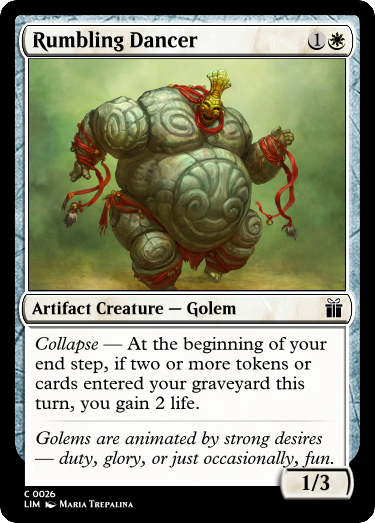 Rumbling Dancer 1
Artifact Creature — Golem
Collapse — At the beginning of your
end step, if two or more tokens or
cards entered your graveyard this
turn, you gain 2 life.
Golems are animated by strong desires
— duty, glory, or just occasionally, fun.
1/3
C 0026
LIM Maria Trepalina